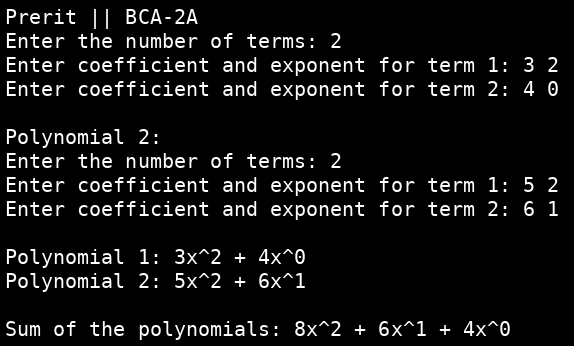 Prerit || BCA-2A
Enter the number of terms: 2
Enter coefficient and exponent for term 1: 3 2
Enter coefficient and exponent for term 2: 4 0
Polynomial 2:
Enter the number of terms: 2
Enter coefficient and exponent for term 1: 5 2
Enter coefficient and exponent for term 2: 6 1
Polynomial 1: 3x^2 + 4x^0
Polynomial 2: 5x^2 + 6x^1
Sum of the polynomials: 8x^2 + 6x^1 + 4x^0